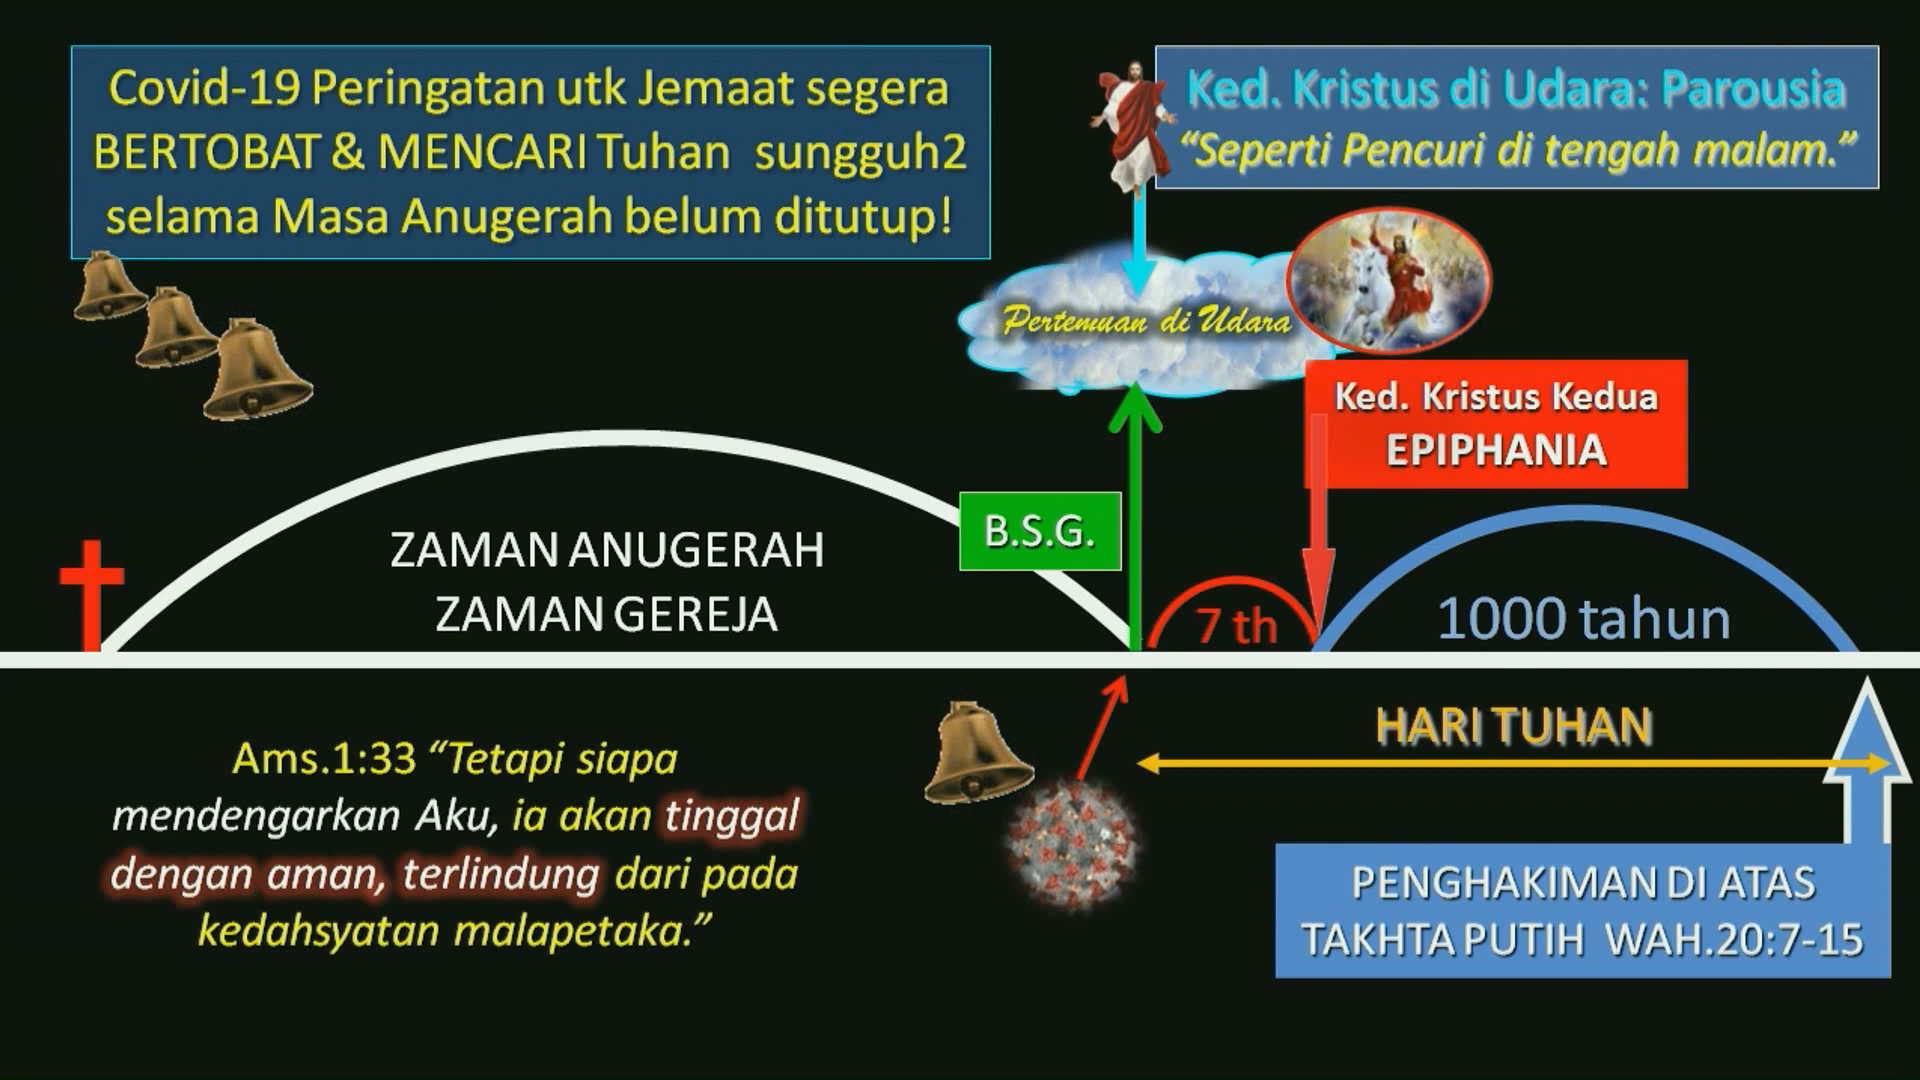 Covid-19 Peringatan utk Jemaat segera
BERTOBAT & MENCARI Tuhan sungguh2
selama Masa Anugerah belum ditutup!
Ked. Kristus di Udara: Parousia
“Seperti Pencuri di tengah malam.”
Pertemuan di Udara
Ked. Kristus Kedua
EPIPHANIA
B.S.G.
ZAMAN ANUGERAH
ZAMAN GEREJA
7 th
1000 tahun
HARI TUHAN
Ams.1:33 “Tetapi siapa
mendengarkan Aku, ia akan tinggal
dengan aman, terlindung dari pada
kedahsyatan malapetaka.”
PENGHAKIMAN DI ATAS
TAKHTA PUTIH WAH.20:7-15